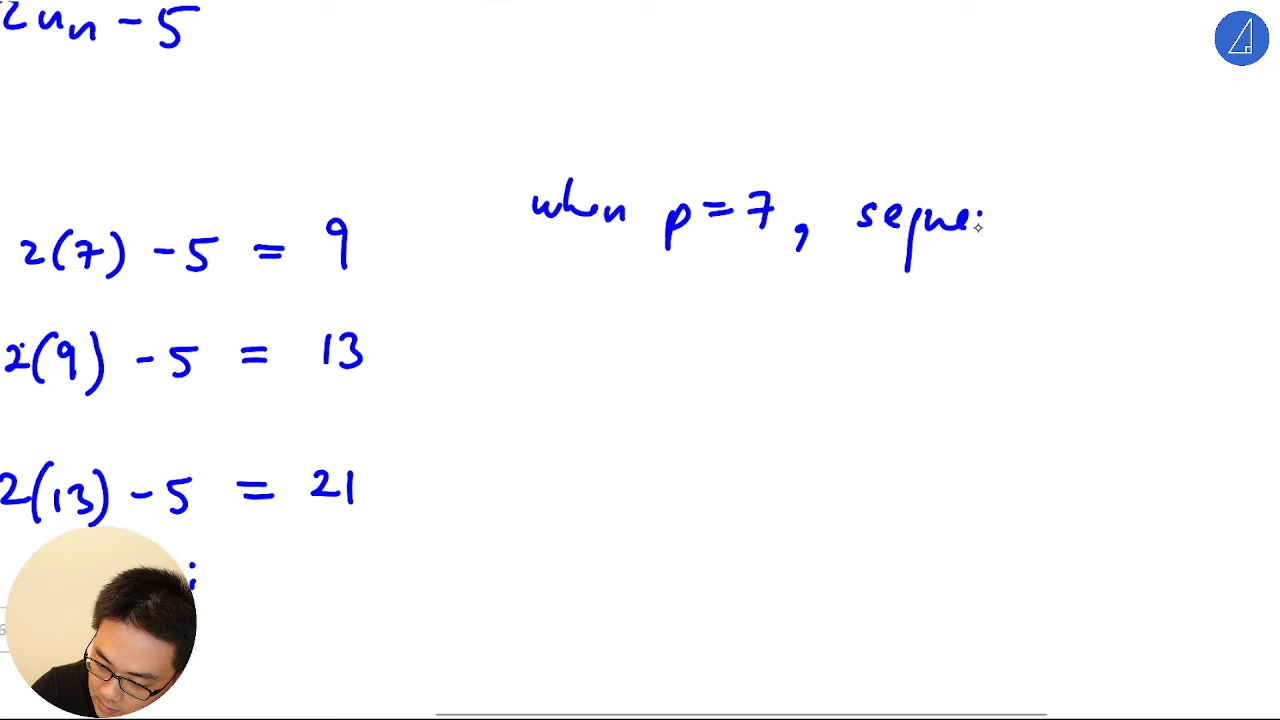 2uₙ - 5
when p = 7, seque
2(7) - 5 = 9
2(9) - 5 = 13
2(13) - 5 = 21